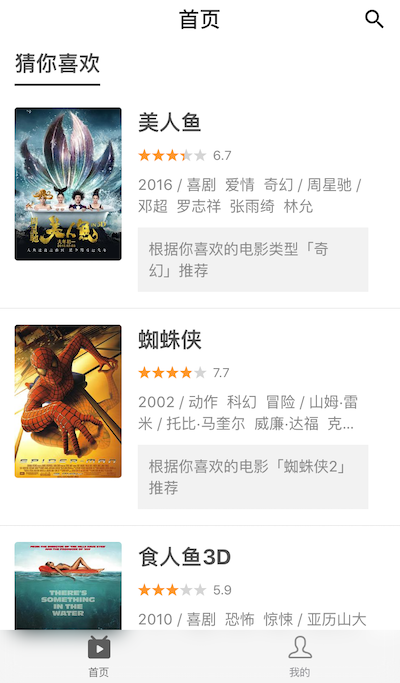 首页
猜你喜欢
美人鱼
美人鱼
6.7
2016 / 喜剧 爱情 奇幻 / 周星驰 /
邓超 罗志祥 张雨绮 林允
根据你喜欢的电影类型「奇
幻」推荐
SPIDER-MAN
蜘蛛侠
7.7
2002 / 动作 科幻 冒险 / 山姆·雷
米 / 托比·马奎尔 威廉·达福 克...
根据你喜欢的电影「蜘蛛侠2」
推荐
THERE'S
SOMETHING
IN THE
WATER
食人鱼3D
5.9
2010 / 喜剧 恐怖 惊悚 / 亚历山大
首页
我的